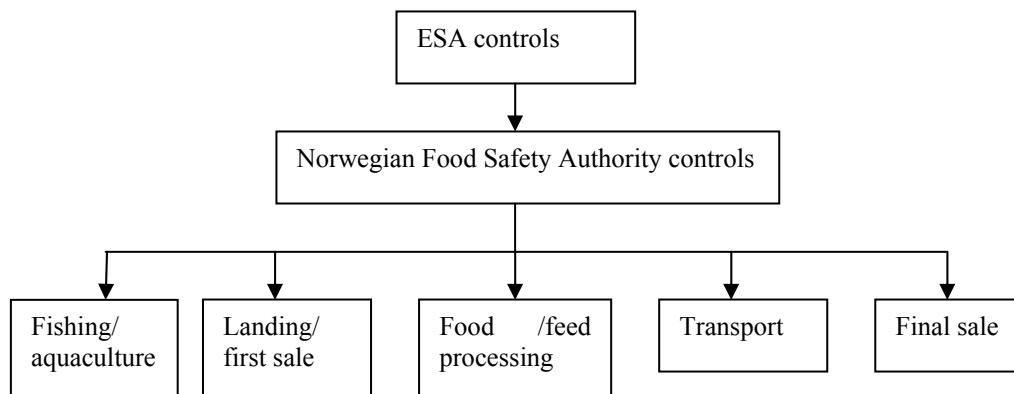 ESA controls
Norwegian Food Safety Authority controls
Fishing/
aquaculture
Landing/
first sale
Food /feed
processing
Transport
Final sale